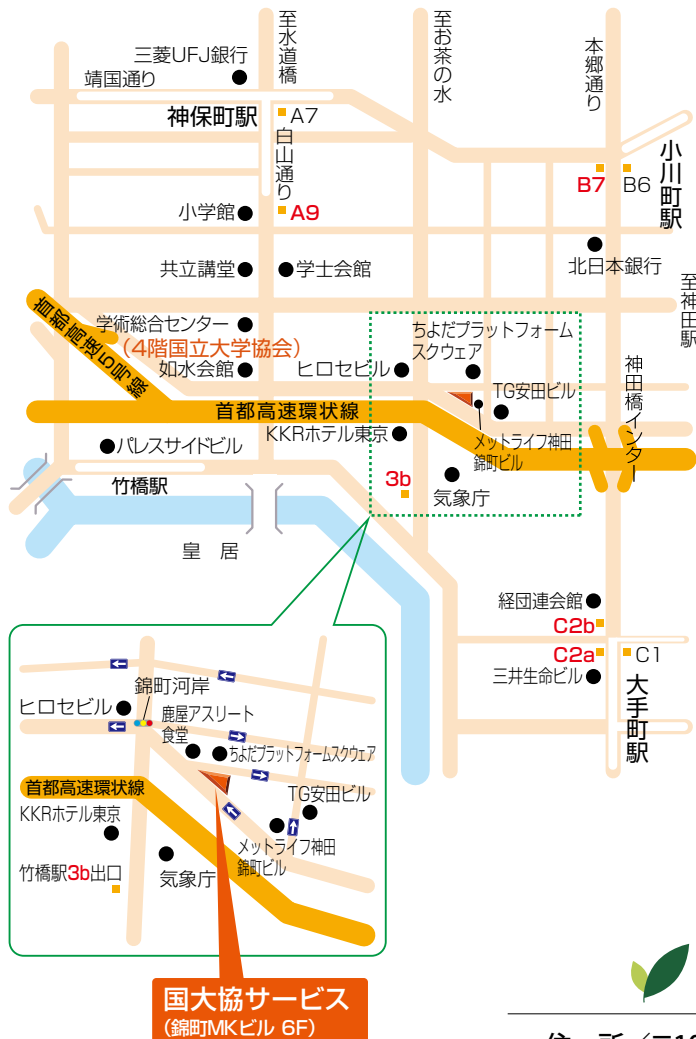 至水道橋
至お茶の水
本郷通り
三菱UFJ銀行
靖国通り
神保町駅
A7
白山通り
小川町駅
B7
B6
小学館
A9
北日本銀行
共立講堂
学士会館
至神田駅
首都高速5号線
学術総合センター
(4階国立大学協会)
ちよだプラットフォーム
スクウェア
如水会館
ヒロセビル
TG安田ビル
神田橋インター
首都高速環状線
KKRホテル東京
メットライフ神田
錦町ビル
パレスサイドビル
3b
気象庁
竹橋駅
皇 居
経団連会館
C2b
C2a
C1
三井生命ビル
大手町駅
錦町河岸
ヒロセビル
鹿屋アスリート
食堂
ちよだプラットフォームスクウェア
首都高速環状線
TG安田ビル
KKRホテル東京
メットライフ神田
錦町ビル
竹橋駅3b出口
気象庁
国大協サービス
(錦町MKビル 6F)